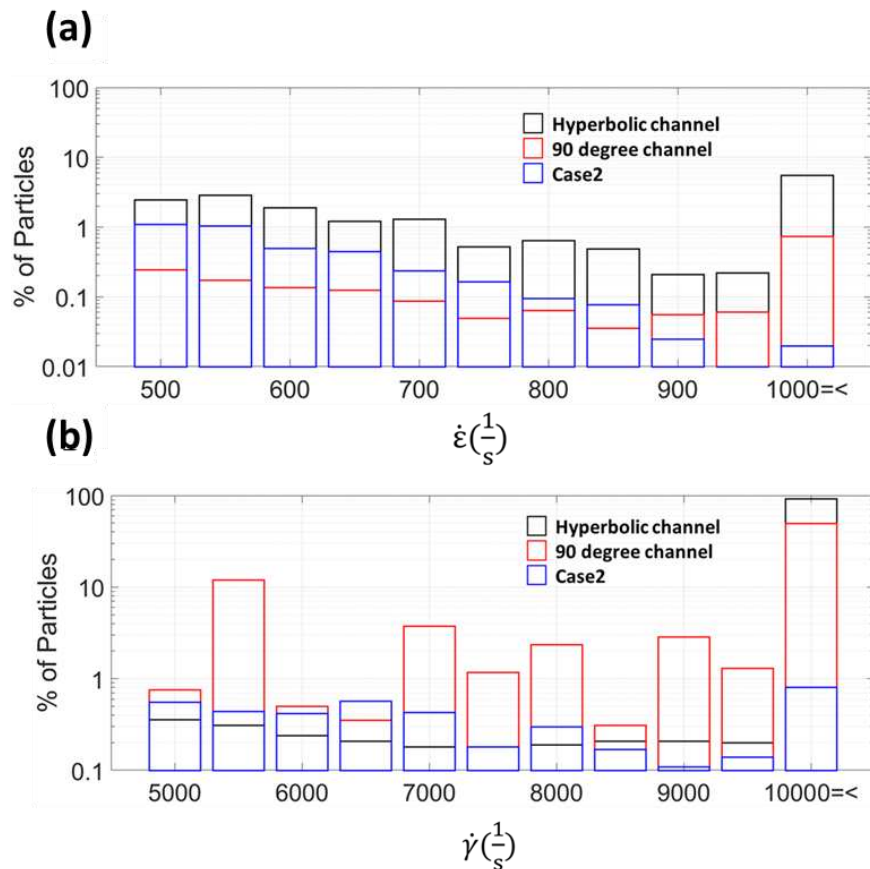 (a)
100
10
1
0.1
0.01
% of Particles
Hyperbolic channel
90 degree channel
Case2
500 600 700 800 900 1000=<
ε̇(1/s)
(b)
100
10
1
0.1
% of Particles
Hyperbolic channel
90 degree channel
Case2
5000 6000 7000 8000 9000 10000=<
γ̇(1/s)